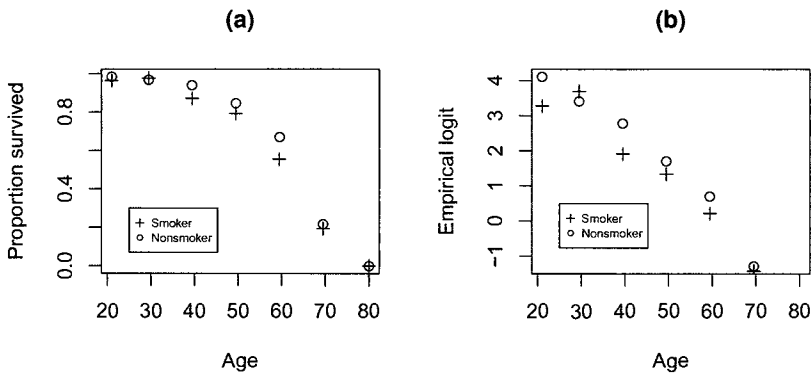 (a)
Proportion survived
0.8
0.4
0.0
+ Smoker
o Nonsmoker
20 30 40 50 60 70 80
Age
(b)
Empirical logit
4
3
2
1
0
−1
+ Smoker
o Nonsmoker
20 30 40 50 60 70 80
Age